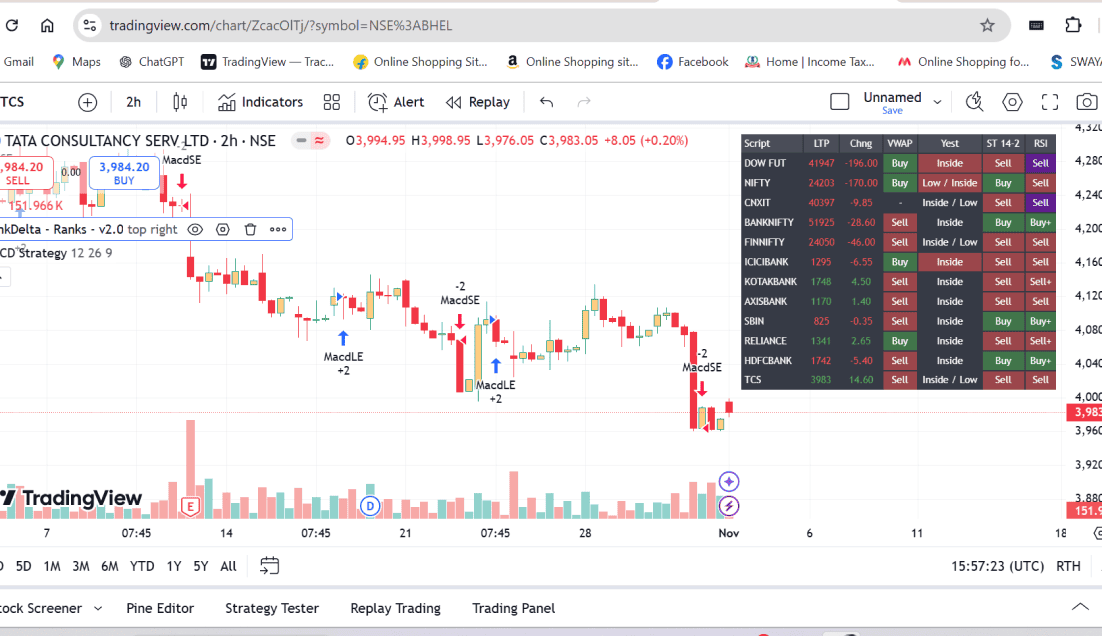 tradingview.com/chart/ZcacOlTj/?symbol=NSE%3ABHEL
Gmail Maps ChatGPT TradingView — Trac... Online Shopping Sit... Online Shopping sit... Facebook Home | Income Tax... Online Shopping fo... SWAYA
TCS 2h Indicators Alert Replay Unnamed
Save
TATA CONSULTANCY SERV LTD · 2h · NSE O3,994.95 H3,998.95 L3,976.05 C3,983.05 +8.05 (+0.20%)
,984.20 0.00 3,984.20
SELL BUY
151.966K
nkDelta - Ranks - v2.0 top right
CD Strategy 12 26 9
+2
-2
MacdSE
MacdLE
+2
-2
MacdSE
MacdLE
+2
-2
MacdSE
Script LTP Chng VWAP Yest ST 14-2 RSI
DOW FUT 41947 -196.00 Buy Inside Sell Sell
NIFTY 24203 -170.00 Buy Low / Inside Buy Sell
CNXIT 40397 -9.85 - Inside / Low Sell Sell
BANKNIFTY 51925 -28.60 Sell Inside Buy Buy+
FINNIFTY 24050 -46.00 Sell Inside / Low Sell Sell
ICICIBANK 1295 -6.55 Buy Inside Sell Sell
KOTAKBANK 1748 4.50 Sell Inside Sell Sell+
AXISBANK 1170 1.40 Sell Inside Sell Sell
SBIN 825 -0.35 Sell Inside Buy Buy+
RELIANCE 1341 2.65 Buy Inside Sell Sell+
HDFCBANK 1742 -5.40 Sell Inside Buy Buy+
TCS 3983 14.60 Sell Inside / Low Sell Sell
4,320
4,280
4,240
4,200
4,160
4,120
4,080
4,040
4,000
3,983
3,960
3,920
3,880
151.9
TradingView
E D
7 07:45 14 07:45 21 07:45 28 Nov 6 11 18
D 5D 1M 3M 6M YTD 1Y 5Y All 15:57:23 (UTC) RTH
tock Screener Pine Editor Strategy Tester Replay Trading Trading Panel